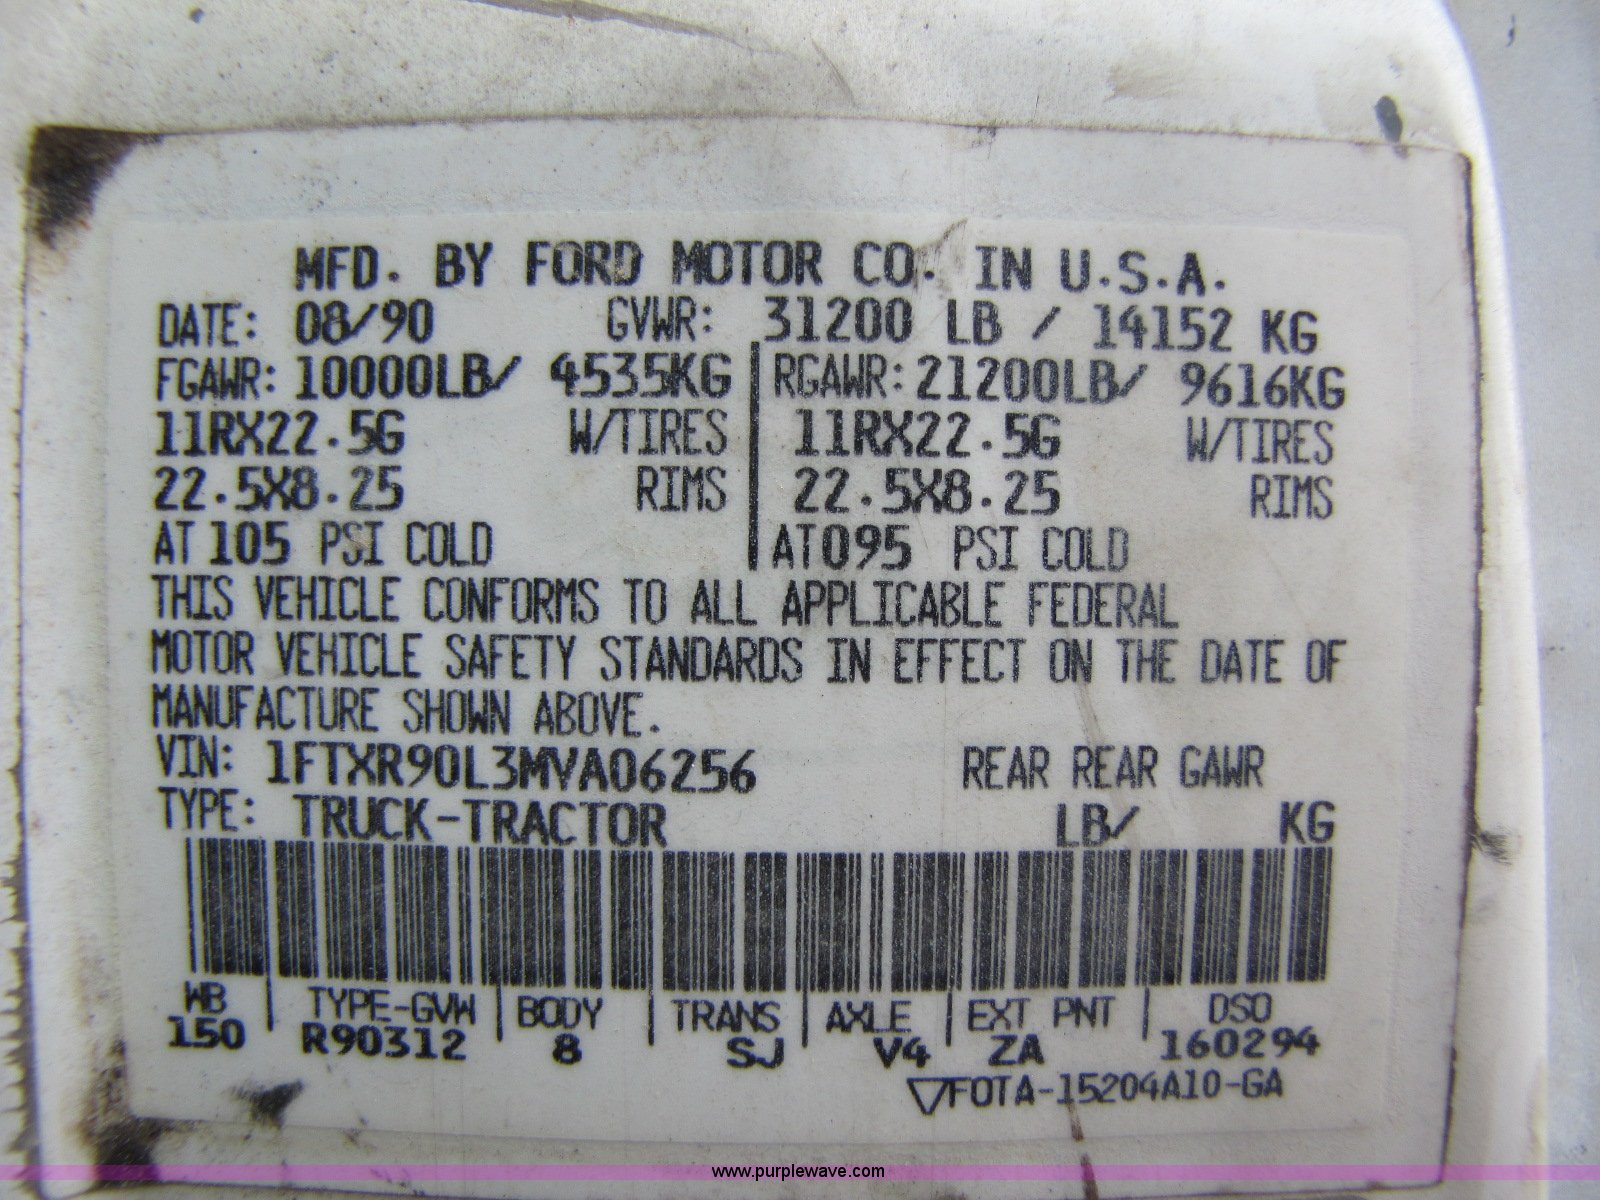 MFD. BY FORD MOTOR CO. IN U.S.A.
DATE: 08/90 GVWR: 31200 LB / 14152 KG
FGAWR: 10000LB/ 4535KG RGAWR: 21200LB/ 9616KG
11RX22.5G W/TIRES 11RX22.5G W/TIRES
22.5X8.25 RIMS 22.5X8.25 RIMS
AT 105 PSI COLD AT 095 PSI COLD
THIS VEHICLE CONFORMS TO ALL APPLICABLE FEDERAL
MOTOR VEHICLE SAFETY STANDARDS IN EFFECT ON THE DATE OF
MANUFACTURE SHOWN ABOVE.
VIN: 1FTXR90L3MVA06256 REAR REAR GAWR
TYPE: TRUCK-TRACTOR LB/ KG
WB TYPE-GVW BODY TRANS AXLE EXT PNT DSO
150 R90312 8 SJ V4 ZA 160294
▽FOTA-15204A10-GA
www.purplewave.com